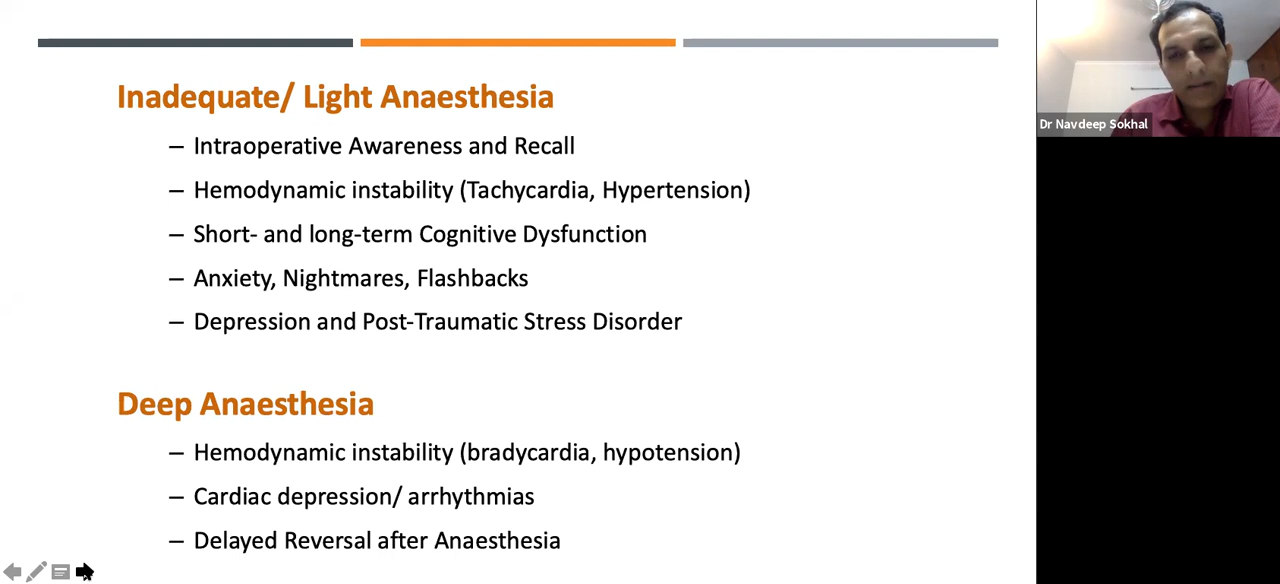 Inadequate/ Light Anaesthesia
– Intraoperative Awareness and Recall
– Hemodynamic instability (Tachycardia, Hypertension)
– Short- and long-term Cognitive Dysfunction
– Anxiety, Nightmares, Flashbacks
– Depression and Post-Traumatic Stress Disorder
Deep Anaesthesia
– Hemodynamic instability (bradycardia, hypotension)
– Cardiac depression/ arrhythmias
– Delayed Reversal after Anaesthesia
Dr Navdeep Sokhal